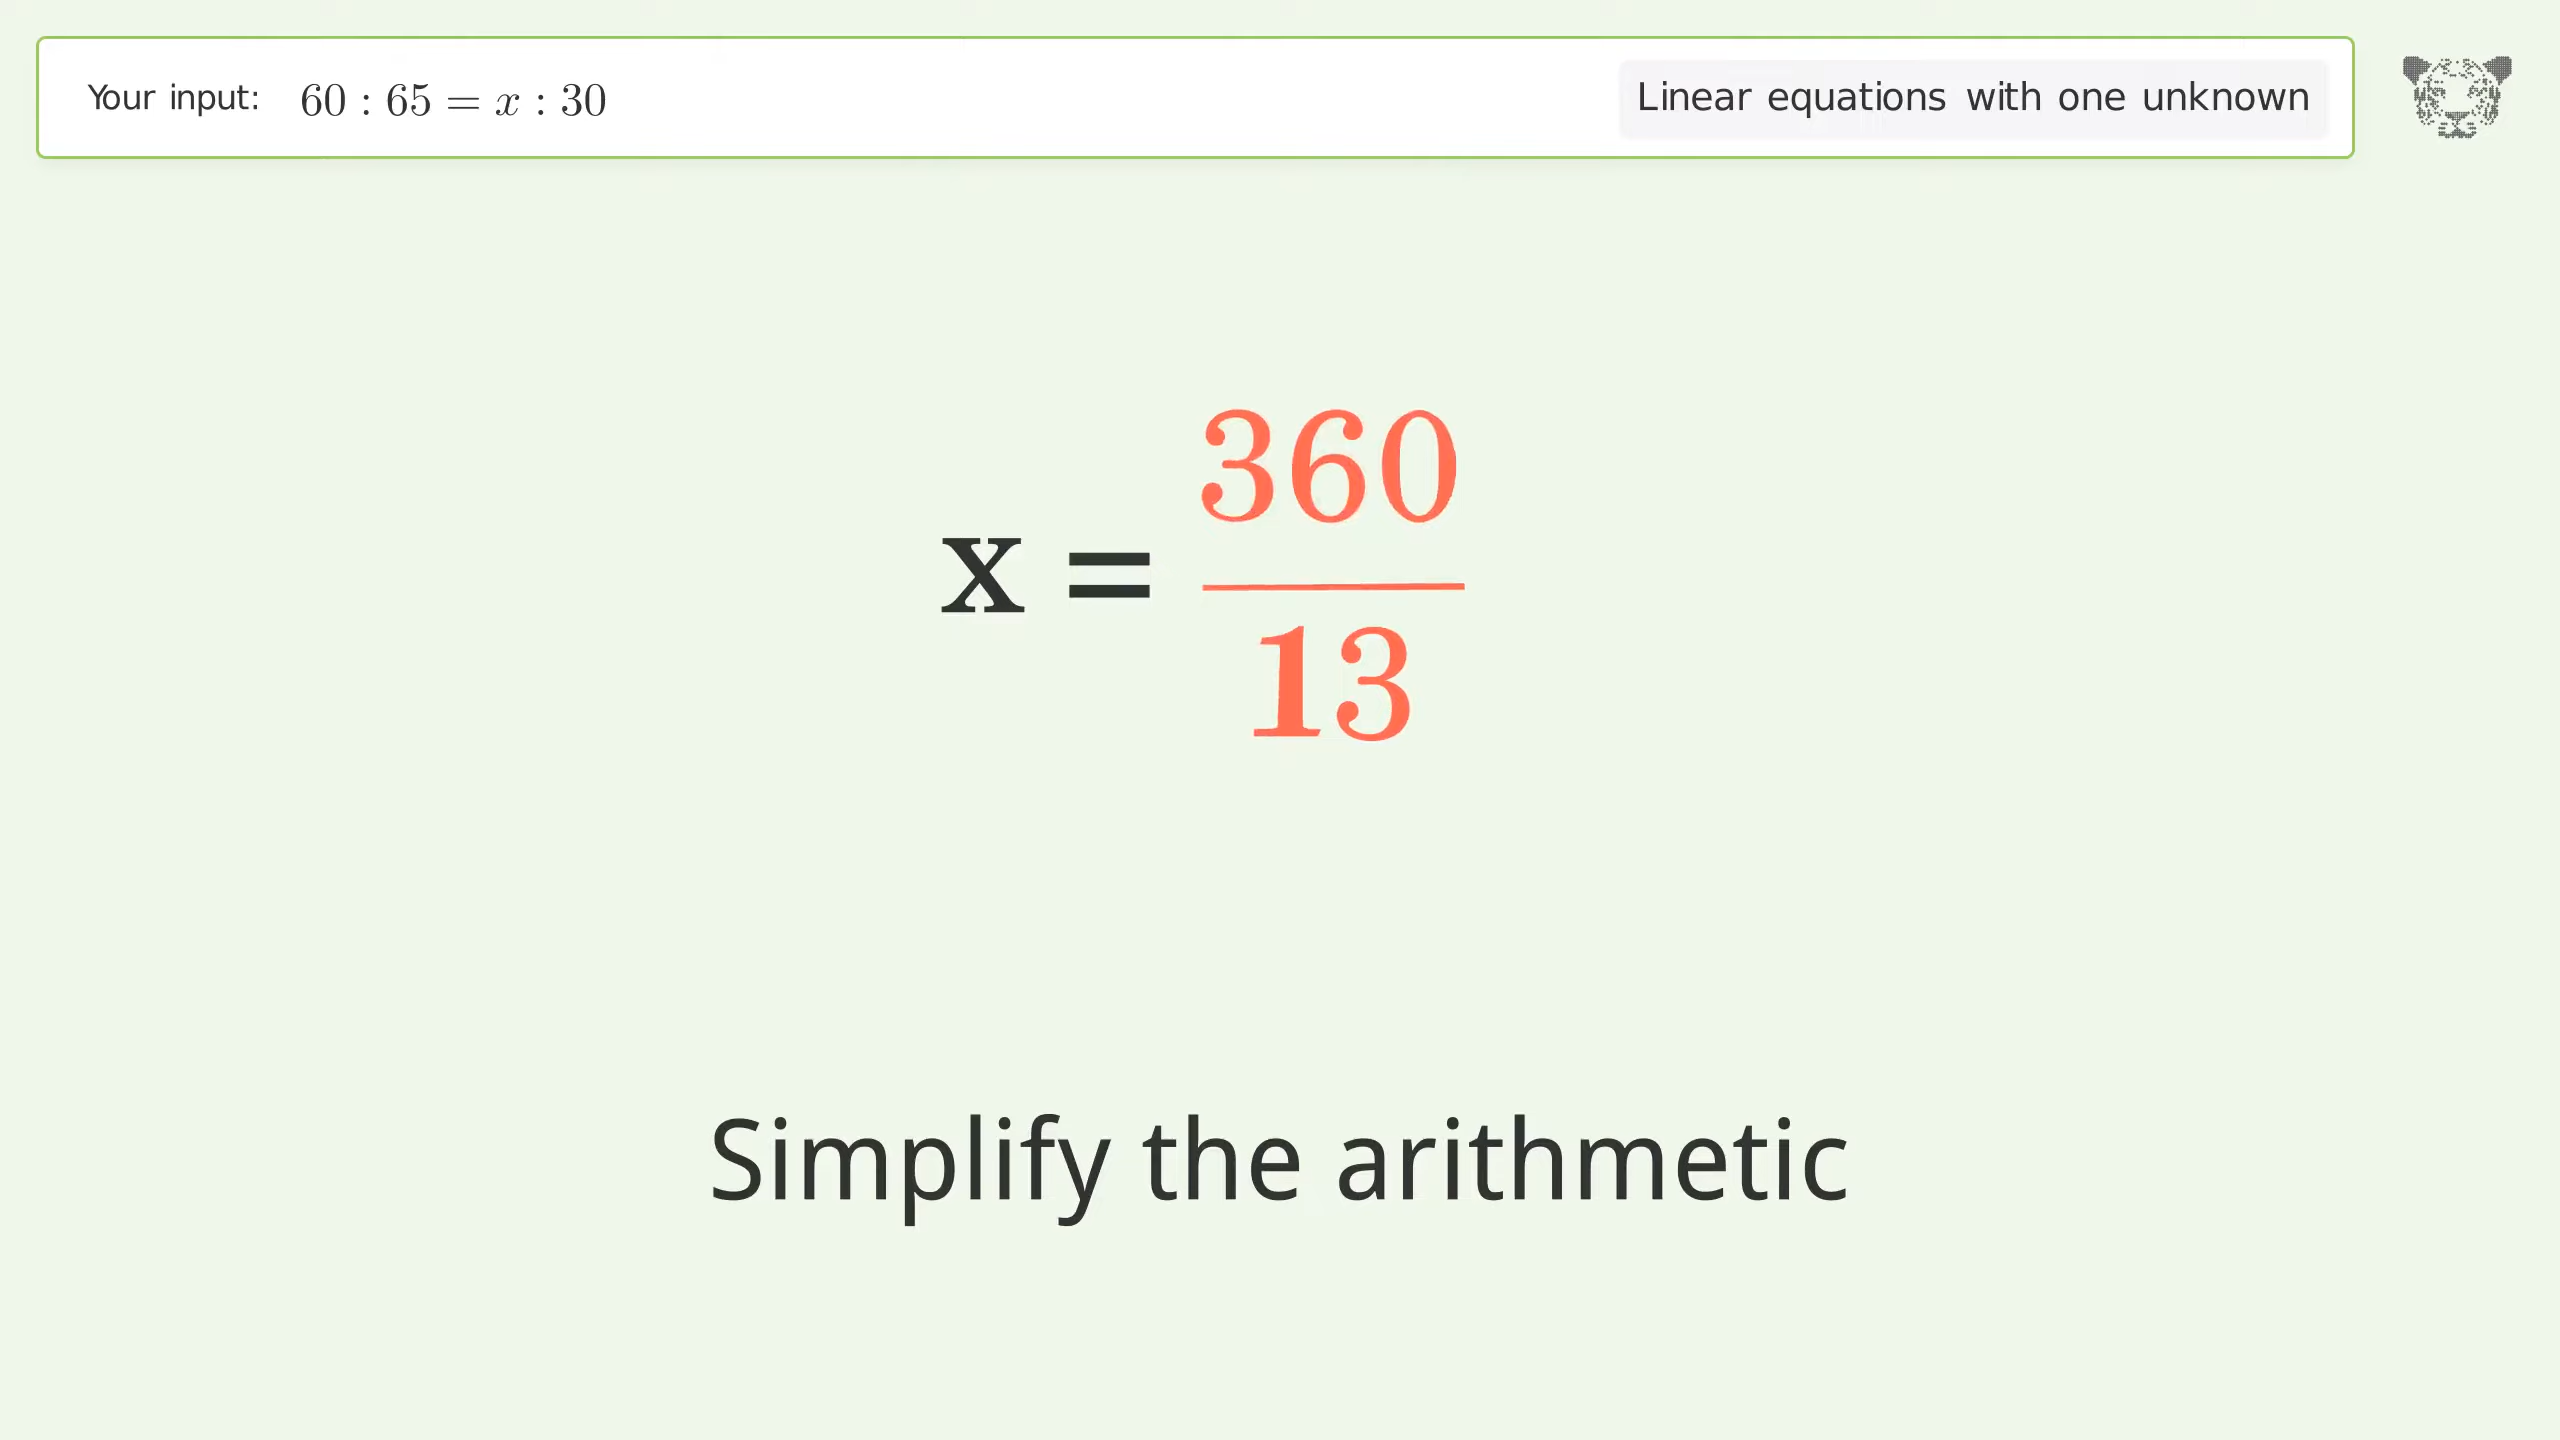 Your input: 60 : 65 = x : 30
Linear equations with one unknown
x = 360/13
Simplify the arithmetic